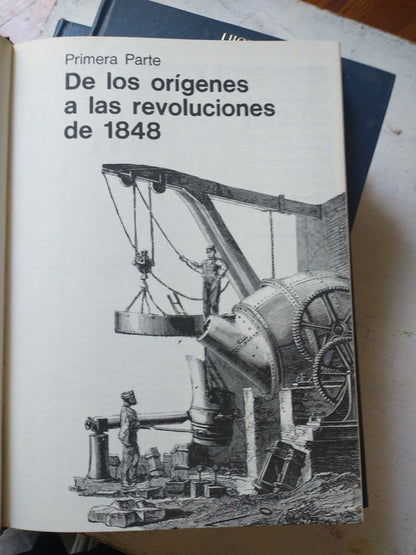 Primera Parte
De los orígenes
a las revoluciones
de 1848